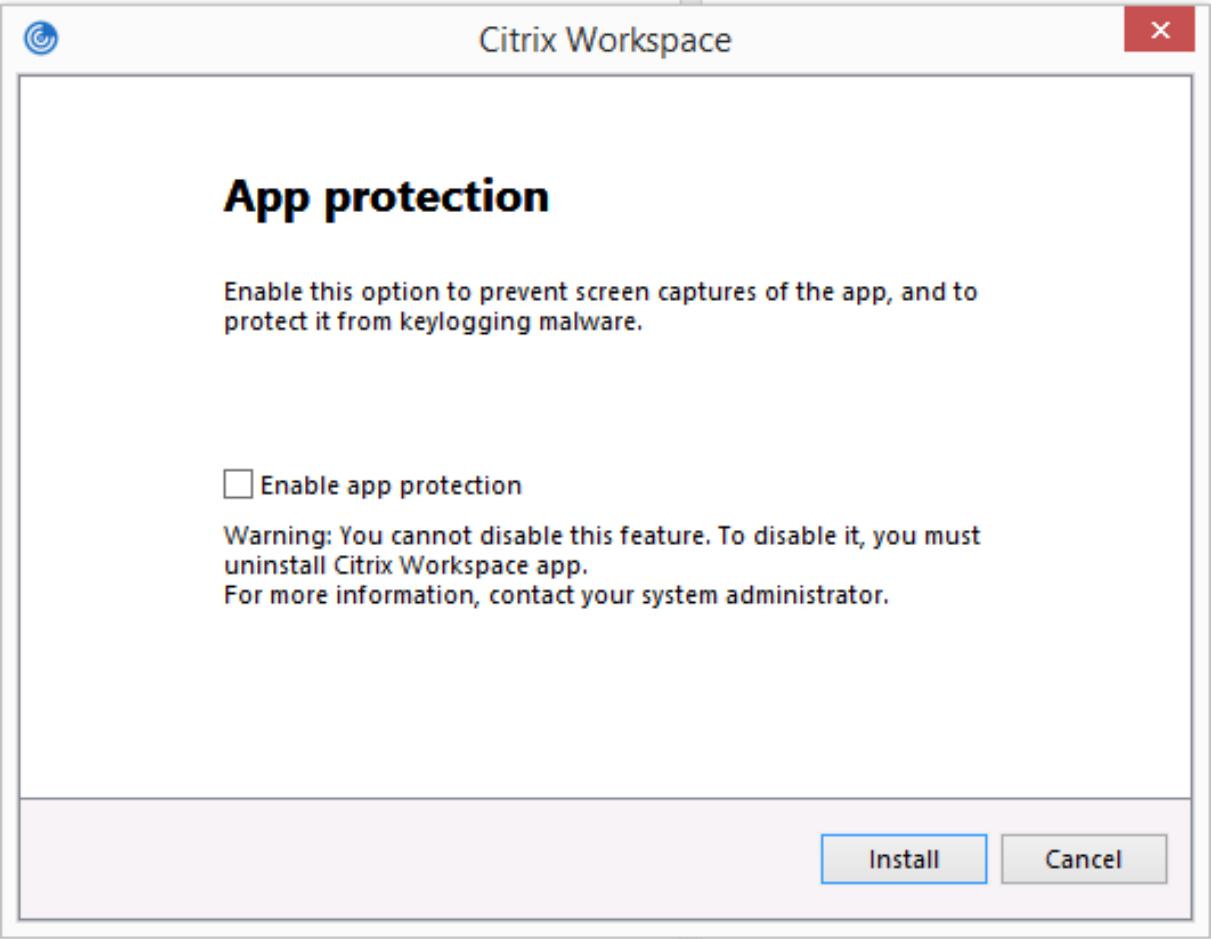 Citrix Workspace
App protection
Enable this option to prevent screen captures of the app, and to
protect it from keylogging malware.
Enable app protection
Warning: You cannot disable this feature. To disable it, you must
uninstall Citrix Workspace app.
For more information, contact your system administrator.
Install
Cancel